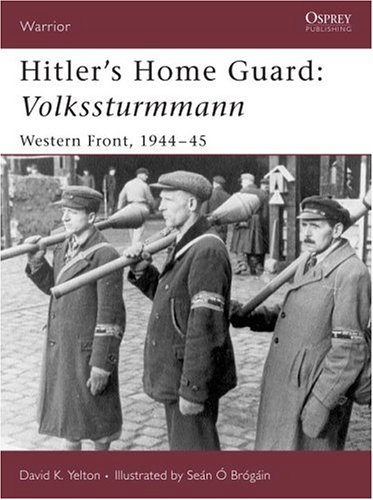 Warrior
OSPREY
PUBLISHING
Hitler's Home Guard:
Volkssturmmann
Western Front, 1944–45
David K. Yelton · Illustrated by Seán Ó Brógáin